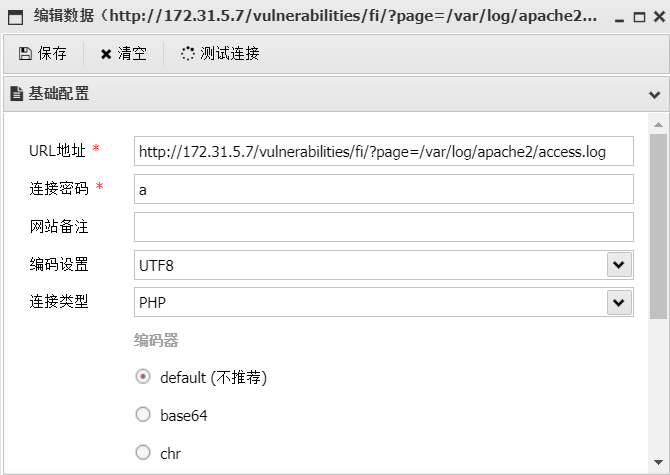 编辑数据（http://172.31.5.7/vulnerabilities/fi/?page=/var/log/apache2...
保存 清空 测试连接
基础配置
URL地址 * http://172.31.5.7/vulnerabilities/fi/?page=/var/log/apache2/access.log
连接密码 * a
网站备注
编码设置 UTF8
连接类型 PHP
编码器
default (不推荐)
base64
chr